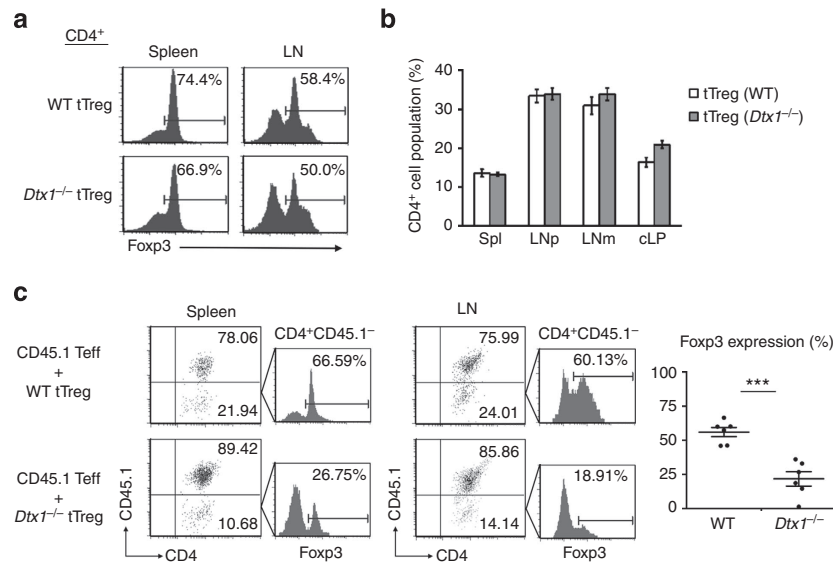 a
CD4+
Spleen
LN
WT tTreg
74.4%
58.4%
Dtx1–/– tTreg
66.9%
50.0%
Foxp3
b
CD4+ cell population (%)
40
30
20
10
0
tTreg (WT)
tTreg (Dtx1–/–)
Spl
LNp
LNm
cLP
c
Spleen
LN
CD45.1 Teff
+
WT tTreg
78.06
21.94
CD4+CD45.1–
66.59%
75.99
24.01
CD4+CD45.1–
60.13%
CD45.1 Teff
+
Dtx1–/– tTreg
89.42
10.68
26.75%
85.86
14.14
18.91%
CD45.1
CD4
Foxp3
CD45.1
CD4
Foxp3
Foxp3 expression (%)
100
75
50
25
0
***
WT
Dtx1–/–